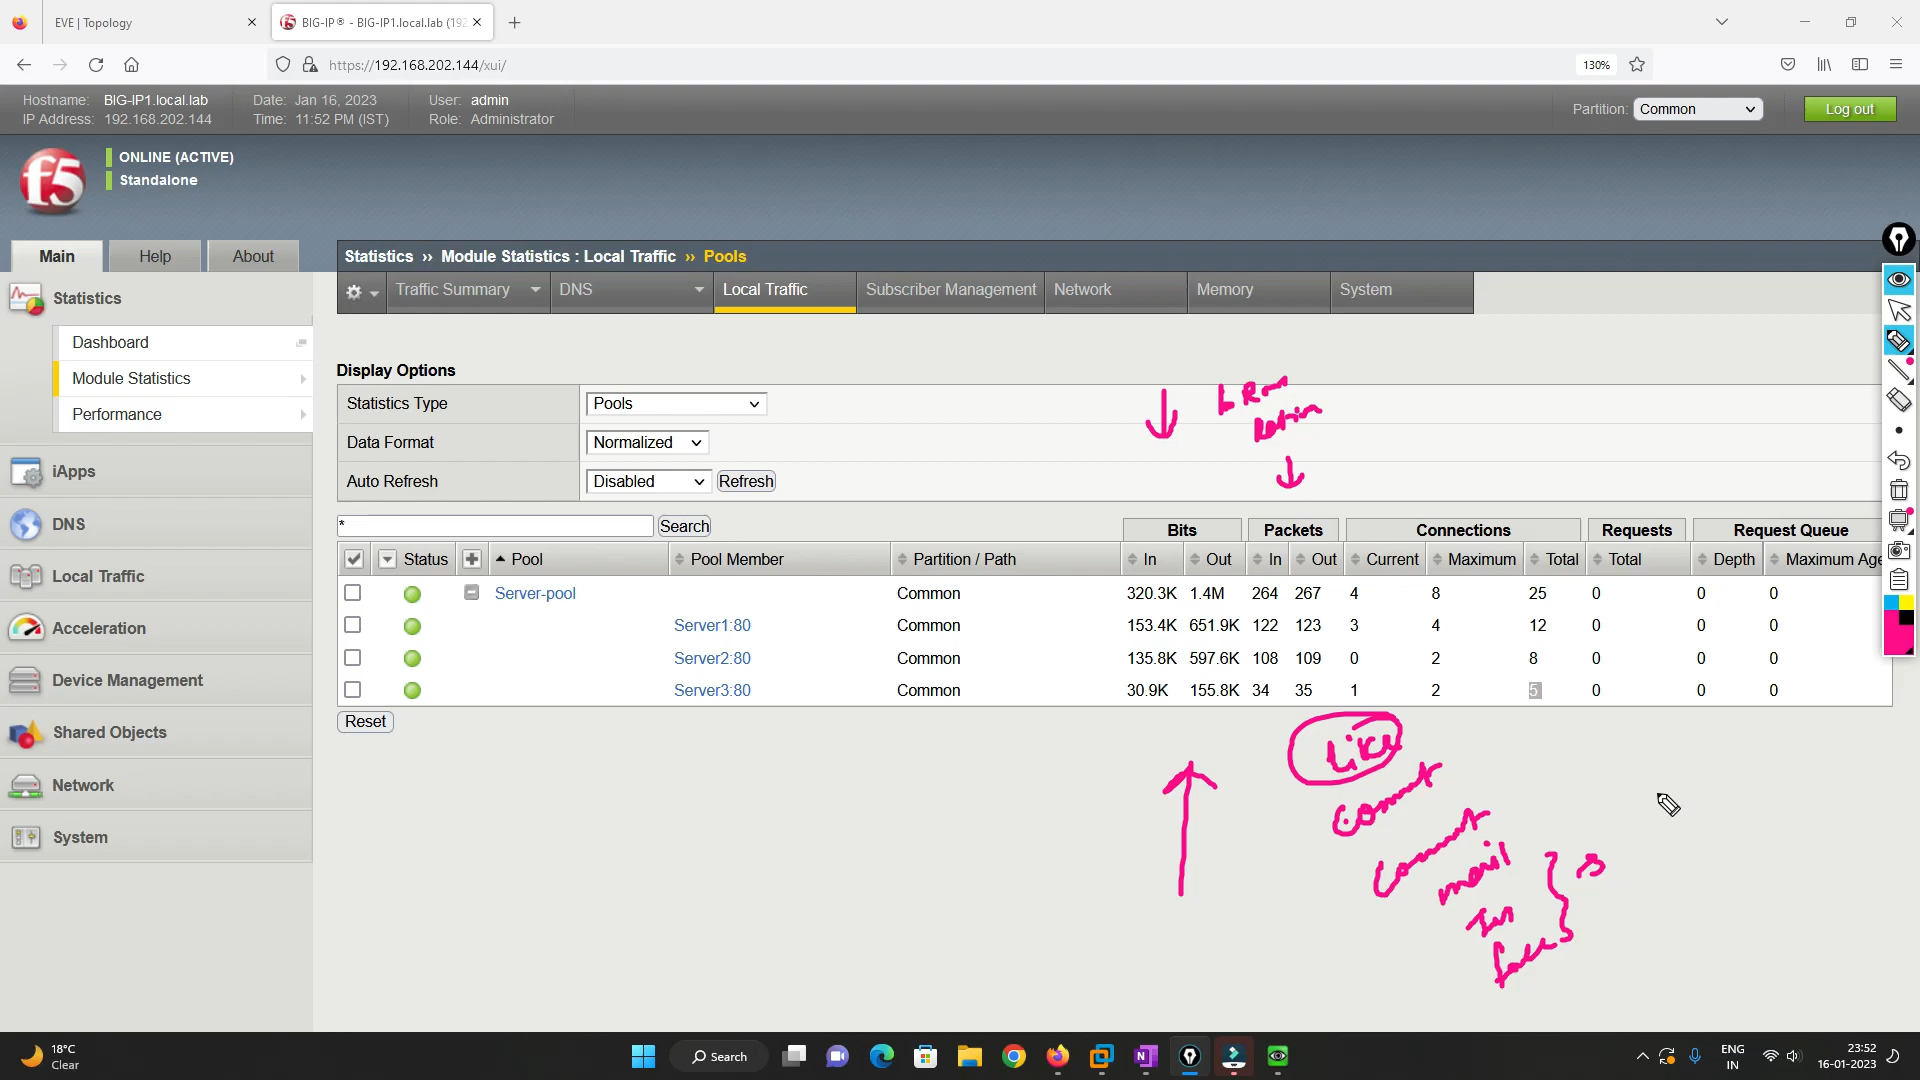 EVE | Topology
BIG-IP® - BIG-IP1.local.lab (192
https://192.168.202.144/xui/
130%
Hostname: BIG-IP1.local.lab
IP Address: 192.168.202.144
Date: Jan 16, 2023
Time: 11:52 PM (IST)
User: admin
Role: Administrator
Partition: Common
Log out
f5
ONLINE (ACTIVE)
Standalone
Main Help About
Statistics ›› Module Statistics : Local Traffic ›› Pools
Traffic Summary DNS Local Traffic Subscriber Management Network Memory System
Statistics
Dashboard
Module Statistics
Performance
iApps
DNS
Local Traffic
Acceleration
Device Management
Shared Objects
Network
System
Display Options
Statistics Type Pools
Data Format Normalized
Auto Refresh Disabled Refresh
* Search
Bits Packets Connections Requests Request Queue
Status Pool Pool Member Partition / Path In Out In Out Current Maximum Total Total Depth Maximum Age
Server-pool Common 320.3K 1.4M 264 267 4 8 25 0 0 0
Server1:80 Common 153.4K 651.9K 122 123 3 4 12 0 0 0
Server2:80 Common 135.8K 597.6K 108 109 0 2 8 0 0 0
Server3:80 Common 30.9K 155.8K 34 35 1 2 5 0 0 0
Reset
Like
mail
18°C
Clear
Search
ENG
IN
23:52
16-01-2023